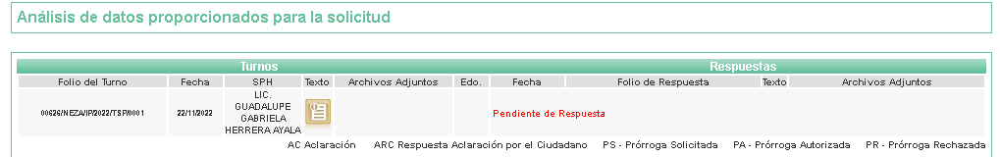 Análisis de datos proporcionados para la solicitud
Turnos Respuestas
Folio del Turno Fecha SPH Texto Archivos Adjuntos Edo. Fecha Folio de Respuesta Texto Archivos Adjuntos
00626/NEZA/IP/2022/TSP/0001 22/11/2022 LIC. GUADALUPE GABRIELA HERRERA AYALA Pendiente de Respuesta
AC Aclaración ARC Respuesta Aclaración por el Ciudadano PS - Prórroga Solicitada PA - Prórroga Autorizada PR - Prórroga Rechazada